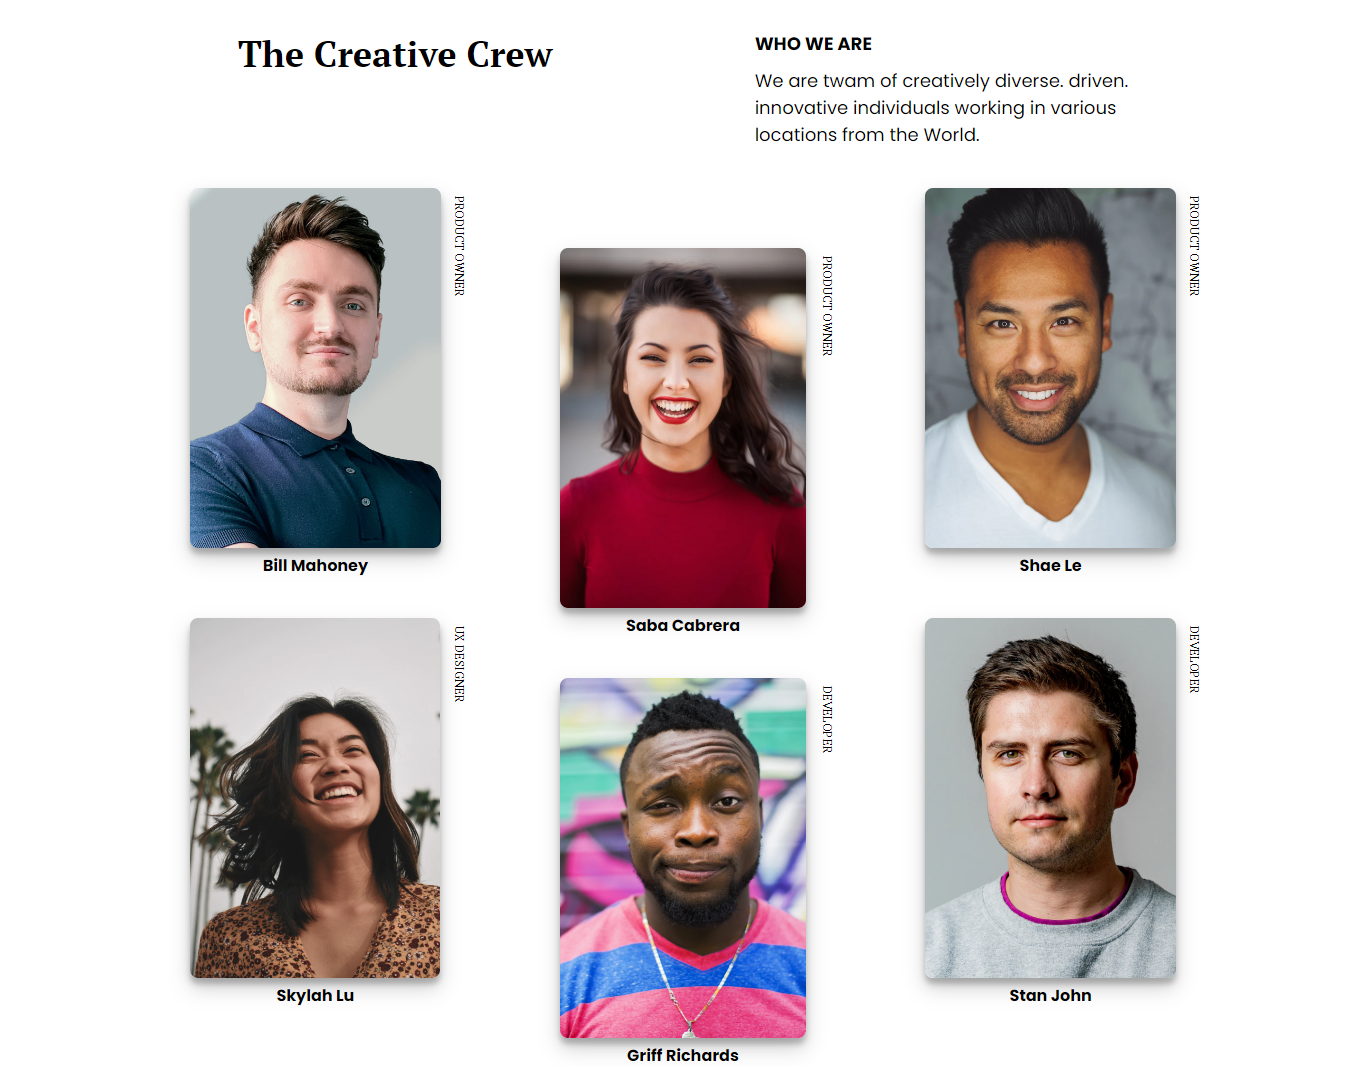 The Creative Crew
WHO WE ARE
We are twam of creatively diverse. driven.
innovative individuals working in various
locations from the World.
PRODUCT OWNER
Bill Mahoney
PRODUCT OWNER
Saba Cabrera
PRODUCT OWNER
Shae Le
UX DESIGNER
Skylah Lu
DEVELOPER
Griff Richards
DEVELOPER
Stan John